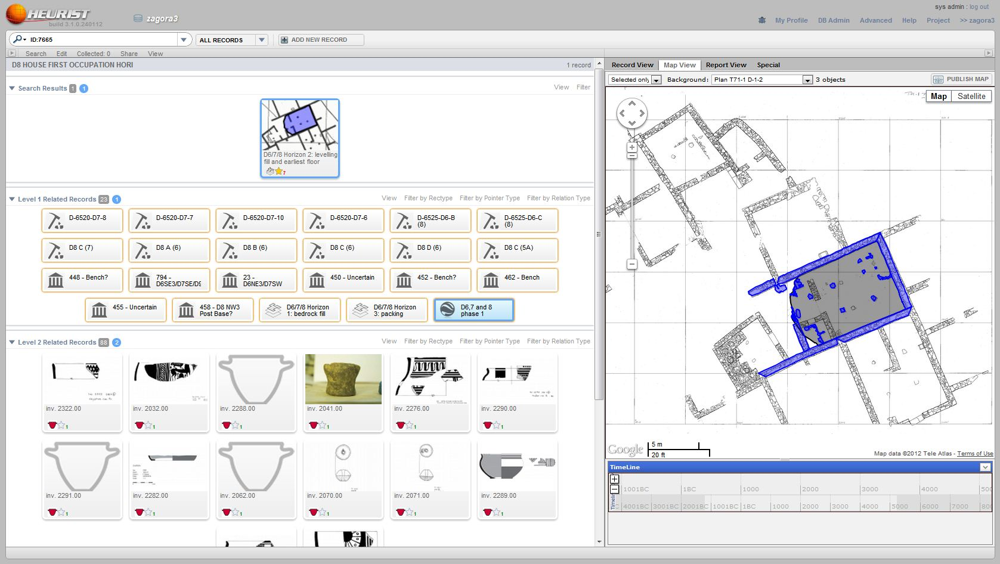 HEURIST
build 3.1.0.240112
zagora3
sys admin : log out
My Profile DB Admin Advanced Help Project >> zagora3
ID:7665
ALL RECORDS
ADD NEW RECORD
Search Edit Collected: 0 Share View
D8 HOUSE FIRST OCCUPATION HORI
1 record
Search Results 1 1
View Filter
D6/7/8 Horizon 2: levelling
fill and earliest floor
7
Level 1 Related Records 23 1
View Filter by Rectype Filter by Pointer Type Filter by Relation Type
D-6520-D7-8
D-6520-D7-7
D-6520-D7-10
D-6520-D7-6
D-6525-D6-B
(8)
D-6525-D6-C
(8)
D8 C (7)
D8 A (6)
D8 B (6)
D8 C (6)
D8 D (6)
D8 C (5A)
448 - Bench?
794 -
D6SE3/D7SE/D9
23 -
D6NE3/D7SW
450 - Uncertain
452 - Bench?
462 - Bench
455 - Uncertain
458 - D8 NW3
Post Base?
D6/7/8 Horizon
1: bedrock fill
D6/7/8 Horizon
3: packing
D6,7 and 8
phase 1
Level 2 Related Records 88 2
View Filter by Rectype Filter by Pointer Type Filter by Relation Type
inv. 2322.00
1
inv. 2032.00
1
inv. 2288.00
1
inv. 2041.00
1
inv. 2276.00
1
inv. 2290.00
1
inv. 2291.00
1
inv. 2282.00
1
inv. 2062.00
1
inv. 2070.00
1
inv. 2071.00
1
inv. 2289.00
1
Record View Map View Report View Special
Selected only
Background: Plan T71-1 D-1-2
3 objects
PUBLISH MAP
Map Satellite
Google
5 m
20 ft
Map data ©2012 Tele Atlas - Terms of Use
TimeLine
1001BC 1BC 1000 2000 3000 4000 500
C 4001BC 3001BC 2001BC 1001BC 1BC 1000 2000 3000 4000 5000 6000 7000 800
Timelin